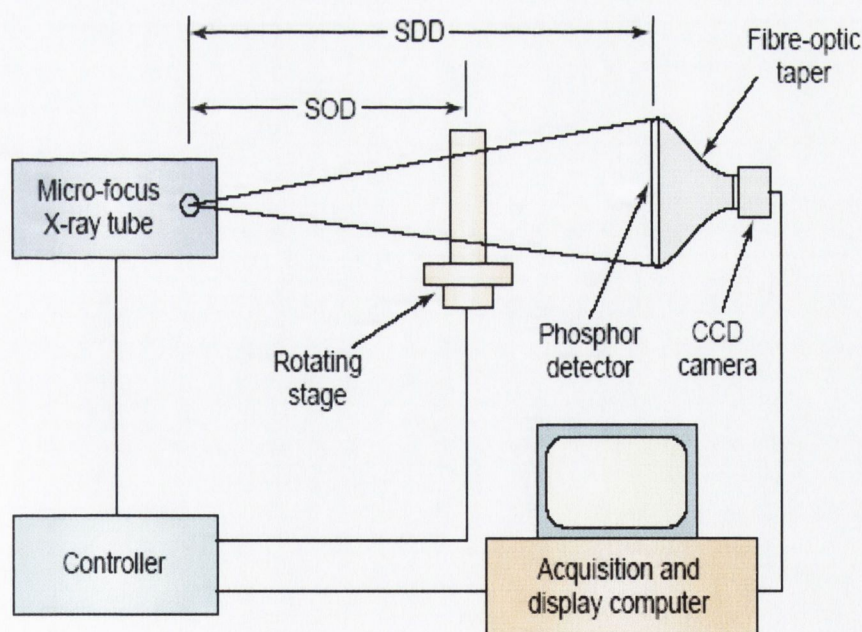 SDD
SOD
Fibre-optic
taper
Micro-focus
X-ray tube
Rotating
stage
Phosphor
detector
CCD
camera
Controller
Acquisition and
display computer